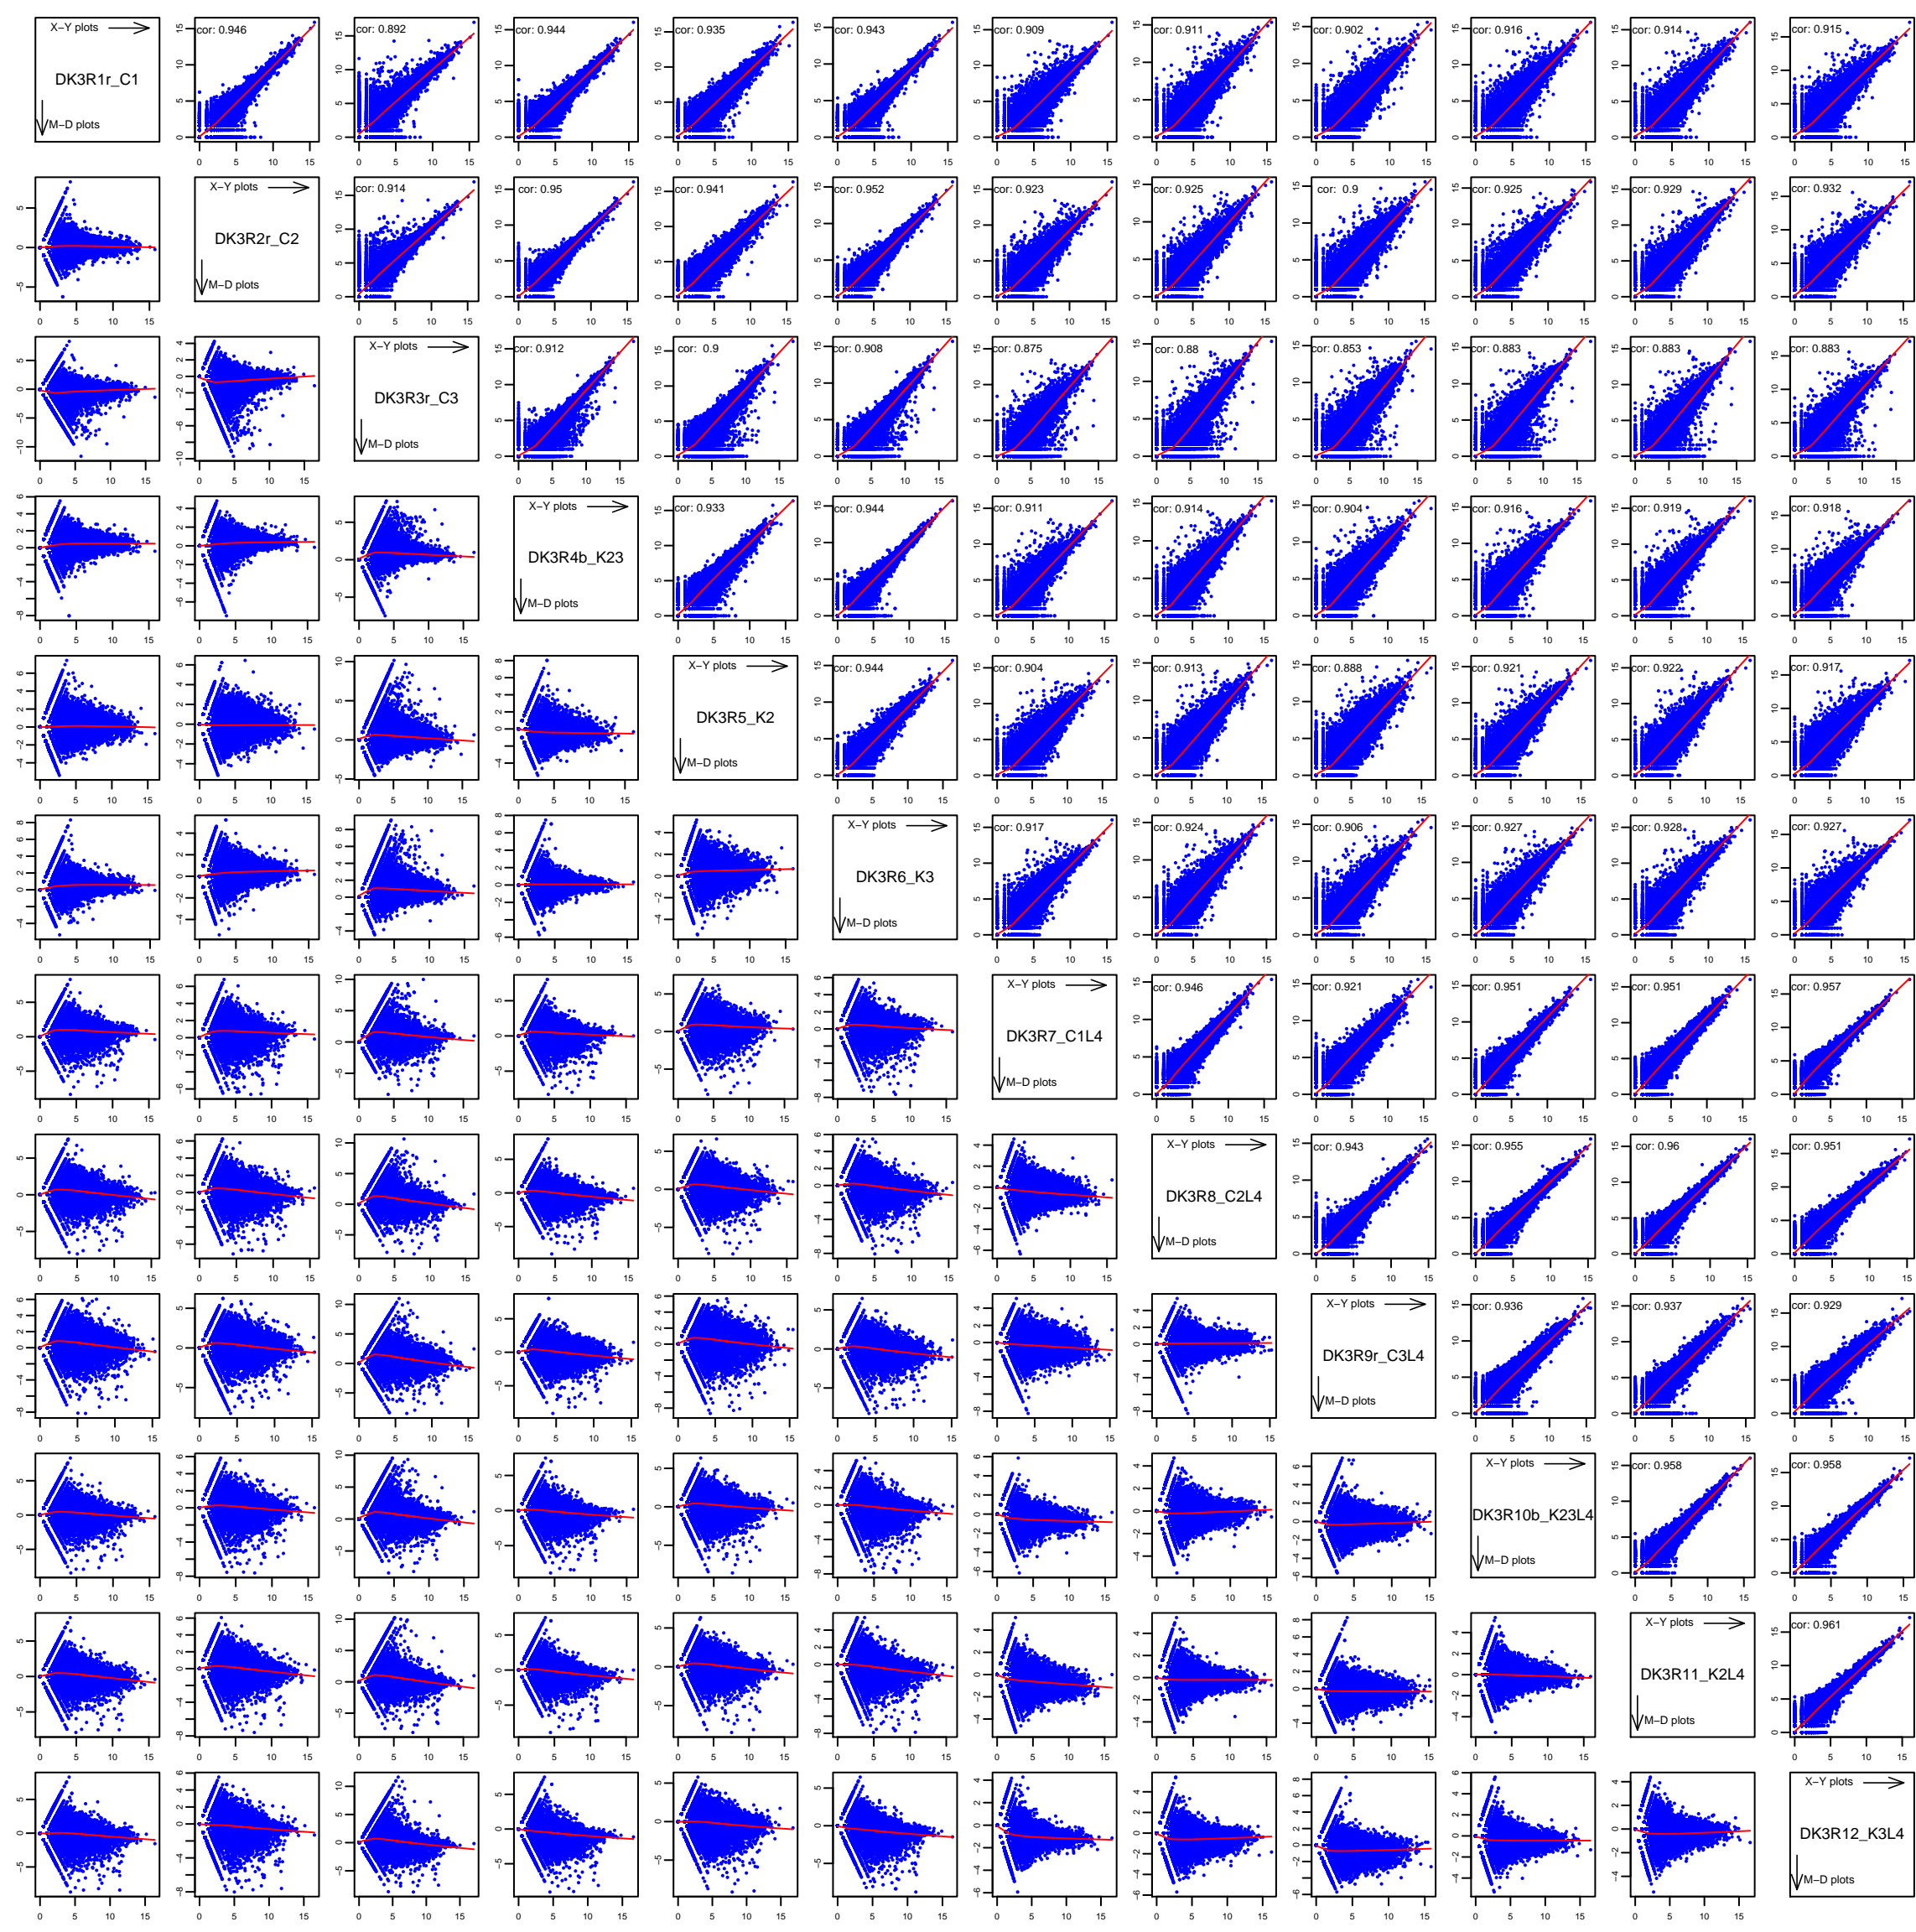 X−Y plots
DK3R1r_C1
M−D plots
cor: 0.946
cor: 0.892
cor: 0.944
cor: 0.935
cor: 0.943
cor: 0.909
cor: 0.911
cor: 0.902
cor: 0.916
cor: 0.914
cor: 0.915
X−Y plots
DK3R2r_C2
M−D plots
cor: 0.914
cor: 0.95
cor: 0.941
cor: 0.952
cor: 0.923
cor: 0.925
cor: 0.9
cor: 0.925
cor: 0.929
cor: 0.932
X−Y plots
DK3R3r_C3
M−D plots
cor: 0.912
cor: 0.9
cor: 0.908
cor: 0.875
cor: 0.88
cor: 0.853
cor: 0.883
cor: 0.883
cor: 0.883
X−Y plots
DK3R4b_K23
M−D plots
cor: 0.933
cor: 0.944
cor: 0.911
cor: 0.914
cor: 0.904
cor: 0.916
cor: 0.919
cor: 0.918
X−Y plots
DK3R5_K2
M−D plots
cor: 0.944
cor: 0.904
cor: 0.913
cor: 0.888
cor: 0.921
cor: 0.922
cor: 0.917
X−Y plots
DK3R6_K3
M−D plots
cor: 0.917
cor: 0.924
cor: 0.906
cor: 0.927
cor: 0.928
cor: 0.927
X−Y plots
DK3R7_C1L4
M−D plots
cor: 0.946
cor: 0.921
cor: 0.951
cor: 0.951
cor: 0.957
X−Y plots
DK3R8_C2L4
M−D plots
cor: 0.943
cor: 0.955
cor: 0.96
cor: 0.951
X−Y plots
DK3R9r_C3L4
M−D plots
cor: 0.936
cor: 0.937
cor: 0.929
X−Y plots
DK3R10b_K23L4
M−D plots
cor: 0.958
cor: 0.958
X−Y plots
DK3R11_K2L4
M−D plots
cor: 0.961
X−Y plots
DK3R12_K3L4
M−D plots